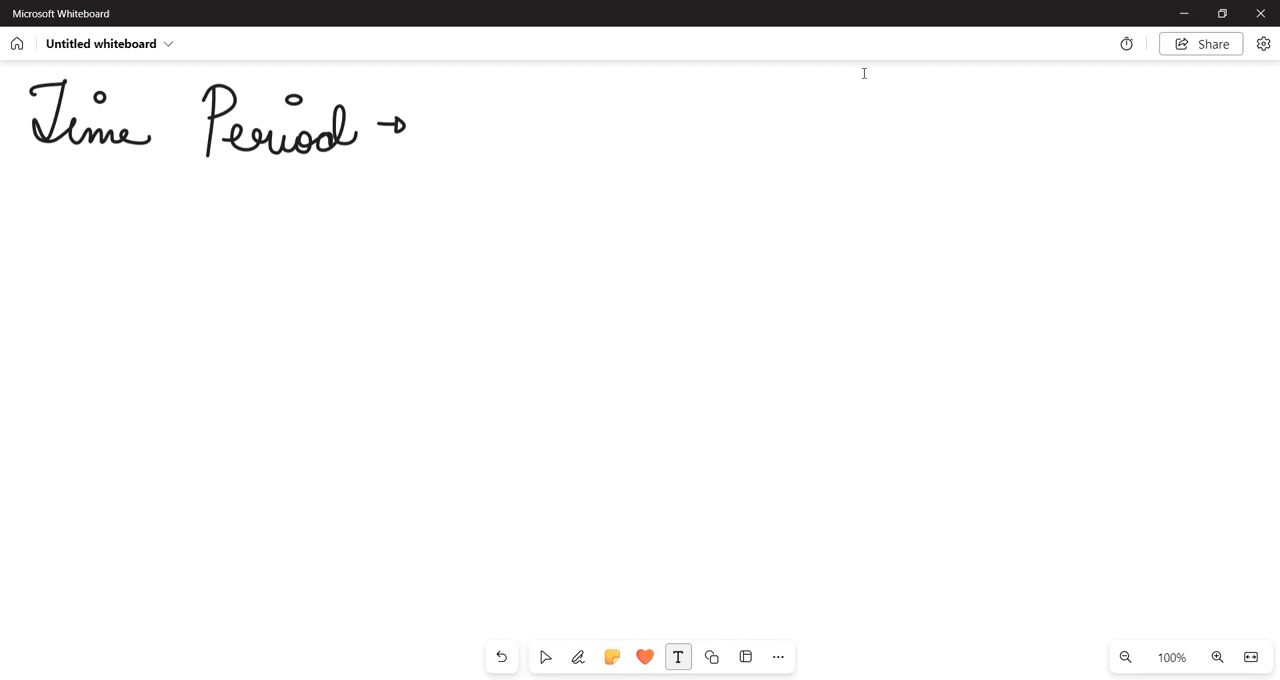 Microsoft Whiteboard
Untitled whiteboard
Share
Time Period →
T
100%